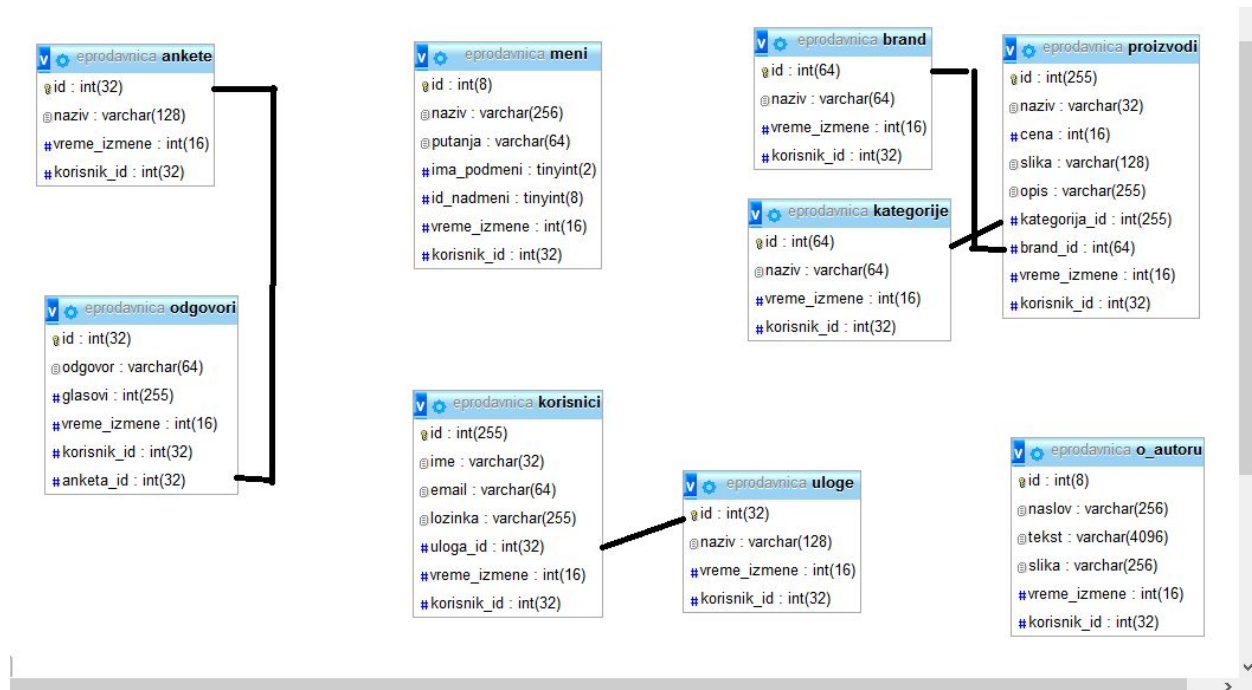 eprodavnica ankete
id : int(32)
naziv : varchar(128)
#vreme_izmene : int(16)
#korisnik_id : int(32)
eprodavnica meni
id : int(8)
naziv : varchar(256)
putanja : varchar(64)
#ima_podmeni : tinyint(2)
#id_nadmeni : tinyint(8)
#vreme_izmene : int(16)
#korisnik_id : int(32)
eprodavnica brand
id : int(64)
naziv : varchar(64)
#vreme_izmene : int(16)
#korisnik_id : int(32)
eprodavnica proizvodi
id : int(255)
naziv : varchar(32)
#cena : int(16)
slika : varchar(128)
opis : varchar(255)
#kategorija_id : int(255)
#brand_id : int(64)
#vreme_izmene : int(16)
#korisnik_id : int(32)
eprodavnica kategorije
id : int(64)
naziv : varchar(64)
#vreme_izmene : int(16)
#korisnik_id : int(32)
eprodavnica odgovori
id : int(32)
odgovor : varchar(64)
#glasovi : int(255)
#vreme_izmene : int(16)
#korisnik_id : int(32)
#anketa_id : int(32)
eprodavnica korisnici
id : int(255)
ime : varchar(32)
email : varchar(64)
lozinka : varchar(255)
#uloga_id : int(32)
#vreme_izmene : int(16)
#korisnik_id : int(32)
eprodavnica uloge
id : int(32)
naziv : varchar(128)
#vreme_izmene : int(16)
#korisnik_id : int(32)
eprodavnica o_autoru
id : int(8)
naslov : varchar(256)
tekst : varchar(4096)
slika : varchar(256)
#vreme_izmene : int(16)
#korisnik_id : int(32)